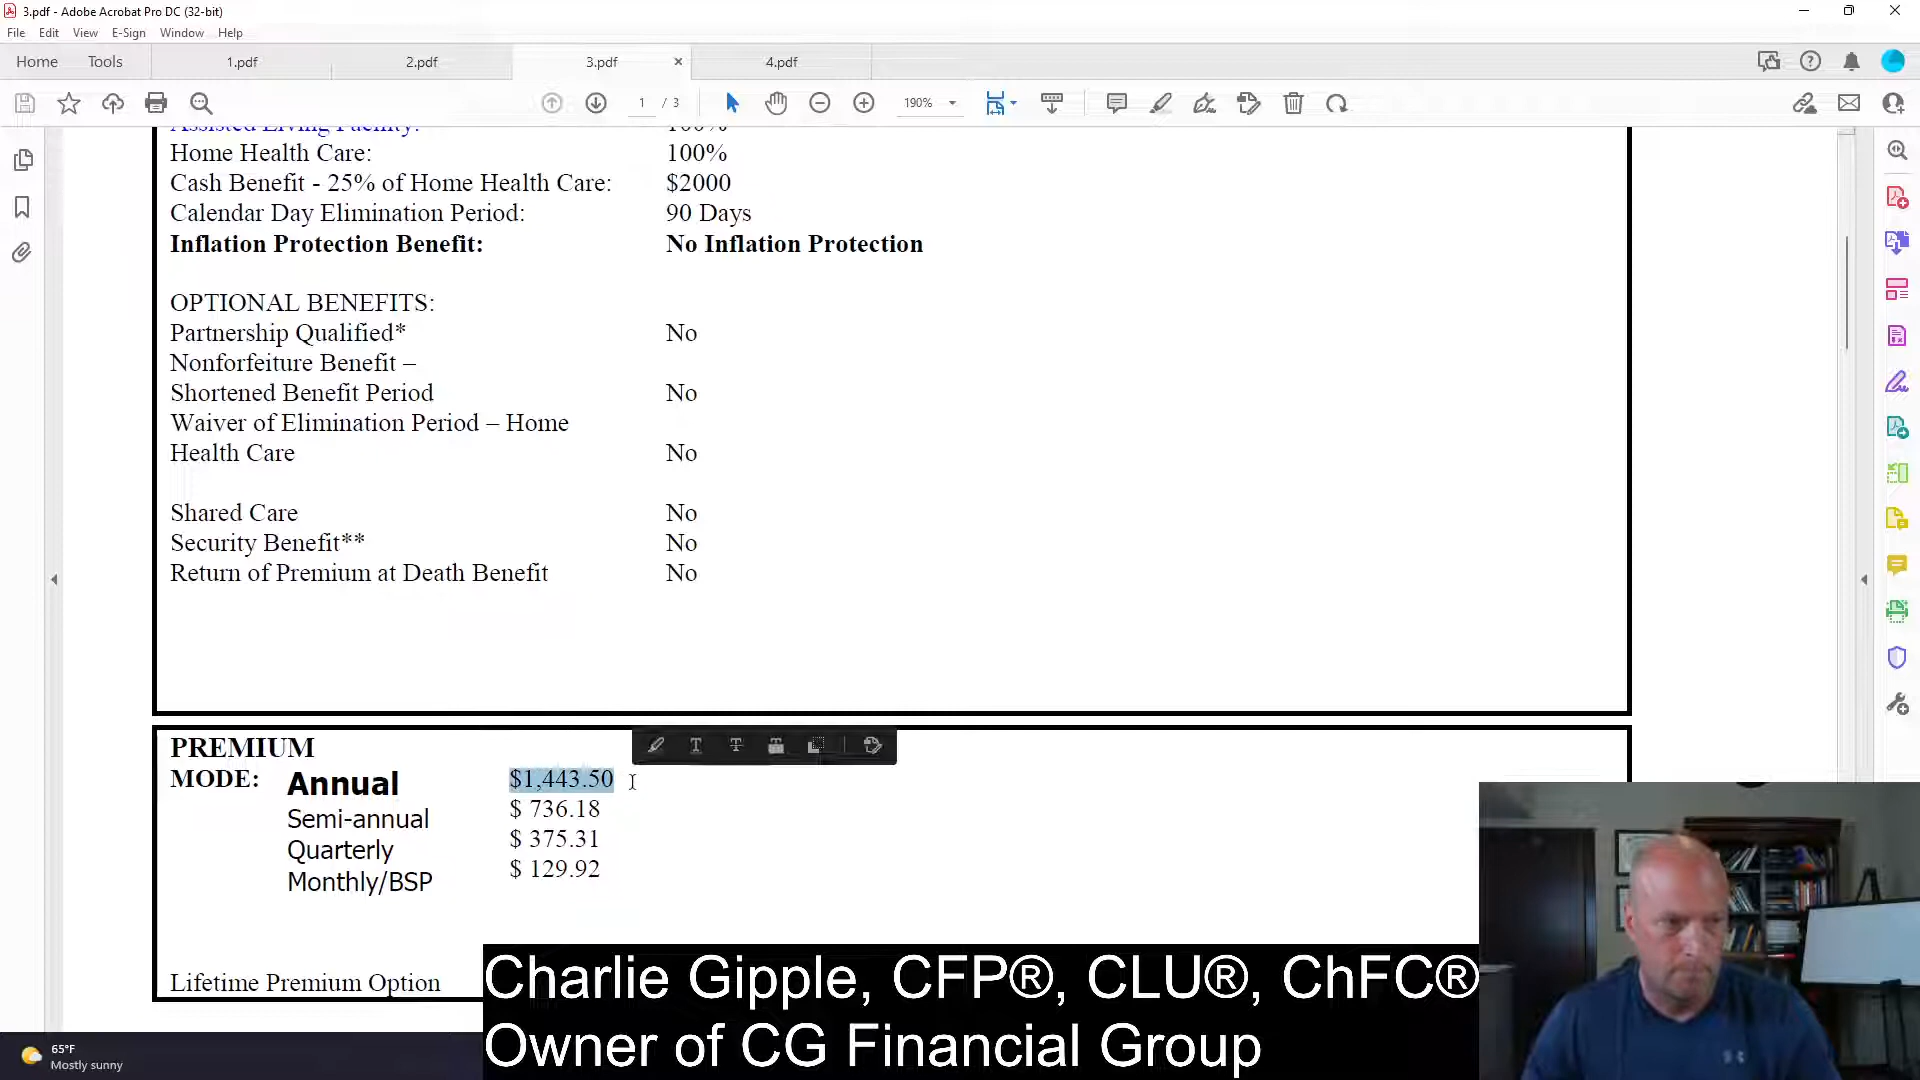 3.pdf - Adobe Acrobat Pro DC (32-bit)
File Edit View E-Sign Window Help
Home Tools 1.pdf 2.pdf 3.pdf 4.pdf
1 / 3 190%
Assisted Living Facility: 100%
Home Health Care: 100%
Cash Benefit - 25% of Home Health Care: $2000
Calendar Day Elimination Period: 90 Days
Inflation Protection Benefit: No Inflation Protection
OPTIONAL BENEFITS:
Partnership Qualified* No
Nonforfeiture Benefit –
Shortened Benefit Period No
Waiver of Elimination Period – Home
Health Care No
Shared Care No
Security Benefit** No
Return of Premium at Death Benefit No
PREMIUM
MODE: Annual $1,443.50
Semi-annual $ 736.18
Quarterly $ 375.31
Monthly/BSP $ 129.92
Lifetime Premium Option
Charlie Gipple, CFP®, CLU®, ChFC®
Owner of CG Financial Group
65°F
Mostly sunny